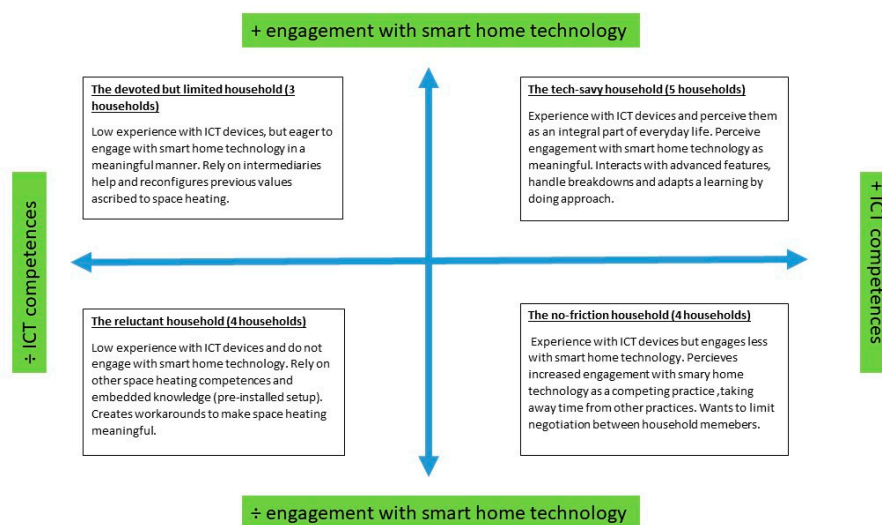 + engagement with smart home technology
The devoted but limited household (3
households)
Low experience with ICT devices, but eager to
engage with smart home technology in a
meaningful manner. Rely on intermediaries
help and reconfigures previous values
ascribed to space heating.
The tech-savy household (5 households)
Experience with ICT devices and perceive them
as an integral part of everyday life. Perceive
engagement with smart home technology as
meaningful. Interacts with advanced features,
handle breakdowns and adapts a learning by
doing approach.
÷ ICT competences
+ ICT
competences
The reluctant household (4 households)
Low experience with ICT devices and do not
engage with smart home technology. Rely on
other space heating competences and
embedded knowledge (pre-installed setup).
Creates workarounds to make space heating
meaningful.
The no-friction household (4 households)
Experience with ICT devices but engages less
with smart home technology. Percieves
increased engagement with smary home
technology as a competing practice ,taking
away time from other practices. Wants to limit
negotiation between household memebers.
÷ engagement with smart home technology